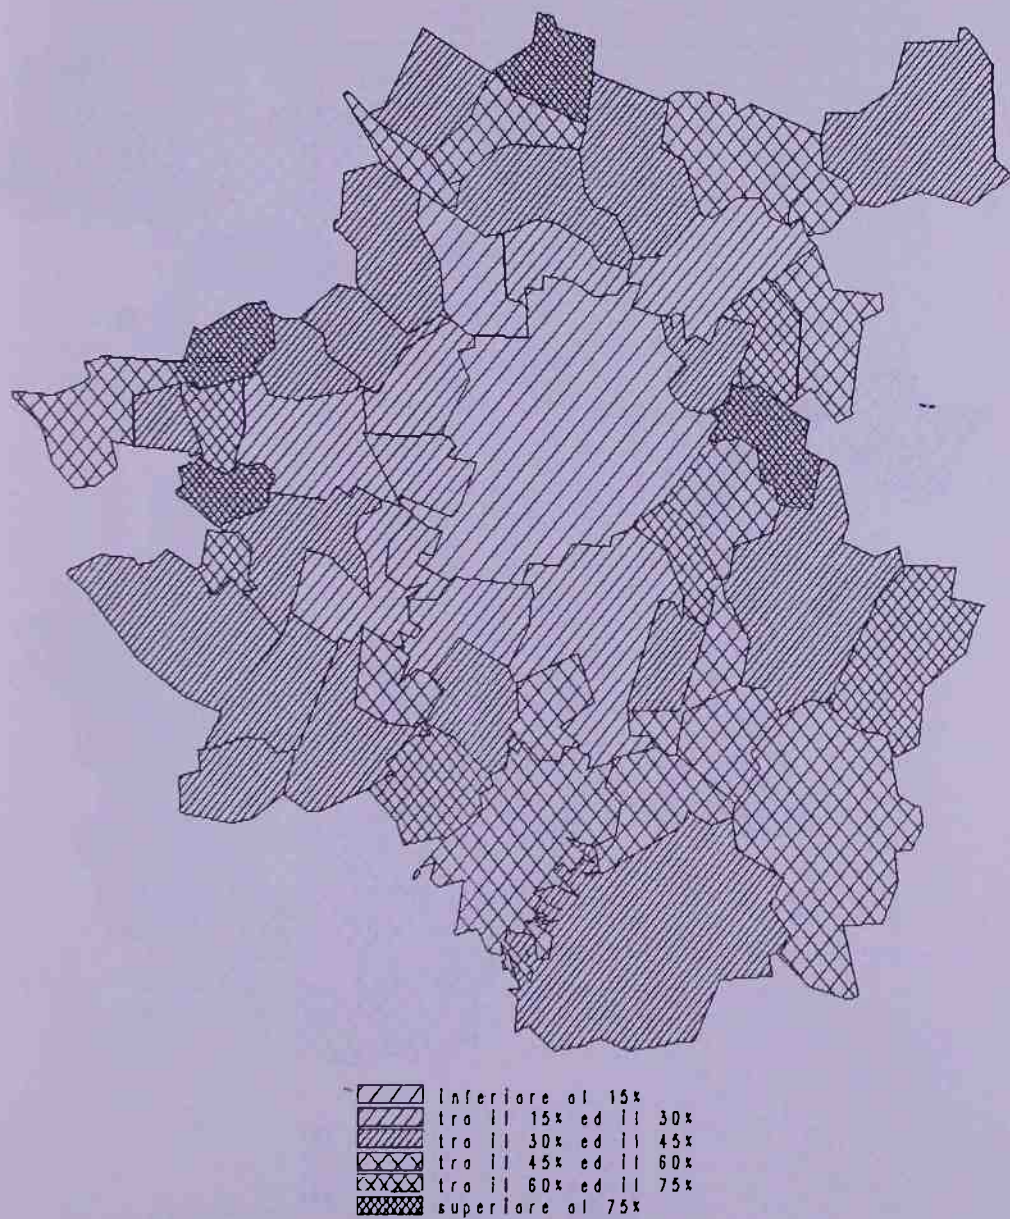 inferiore al 15%
tra il 15% ed il 30%
tra il 30% ed il 45%
tra il 45% ed il 60%
tra il 60% ed il 75%
superiore al 75%